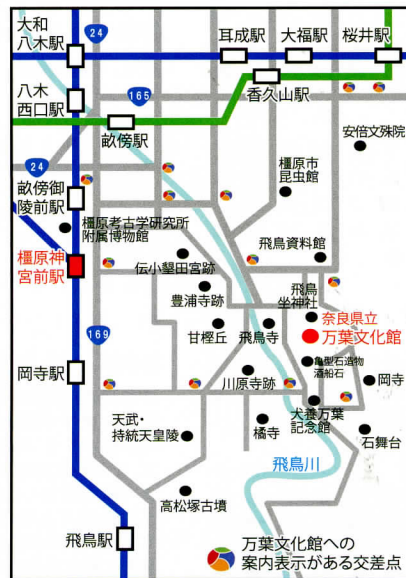 大和
八木駅
24
耳成駅
大福駅
桜井駅
八木
西口駅
165
香久山駅
畝傍駅
安倍文殊院
24
橿原市
昆虫館
畝傍御
陵前駅
橿原考古学研究所
附属博物館
飛鳥資料館
伝小墾田宮跡
橿原神
宮前駅
豊浦寺跡
飛鳥
坐神社
奈良県立
万葉文化館
169
甘樫丘
飛鳥寺
亀型石造物
酒船石
岡寺駅
川原寺跡
岡寺
犬養万葉
記念館
天武・
持統天皇陵
橘寺
石舞台
飛鳥川
高松塚古墳
飛鳥駅
万葉文化館への
案内表示がある交差点